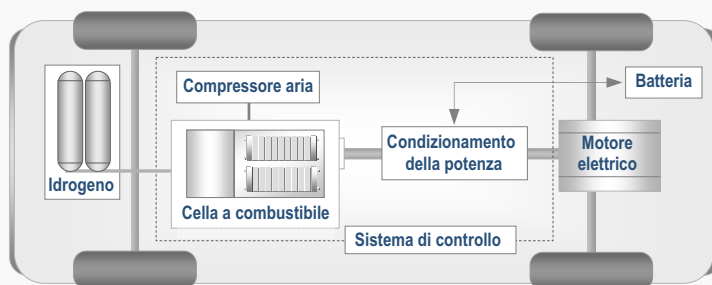 Compressore aria
Batteria
Idrogeno
Cella a combustibile
Condizionamento
della potenza
Motore
elettrico
Sistema di controllo